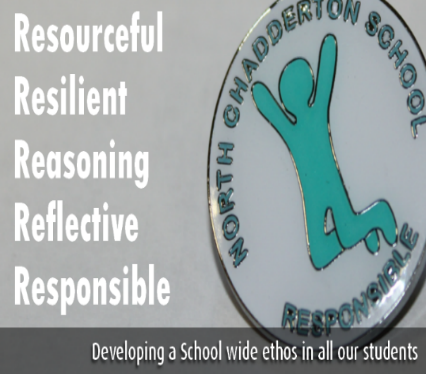 Resourceful
Resilient
Reasoning
Reflective
Responsible
NORTH CHADDERTON SCHOOL
RESPONSIBLE
Developing a School wide ethos in all our students